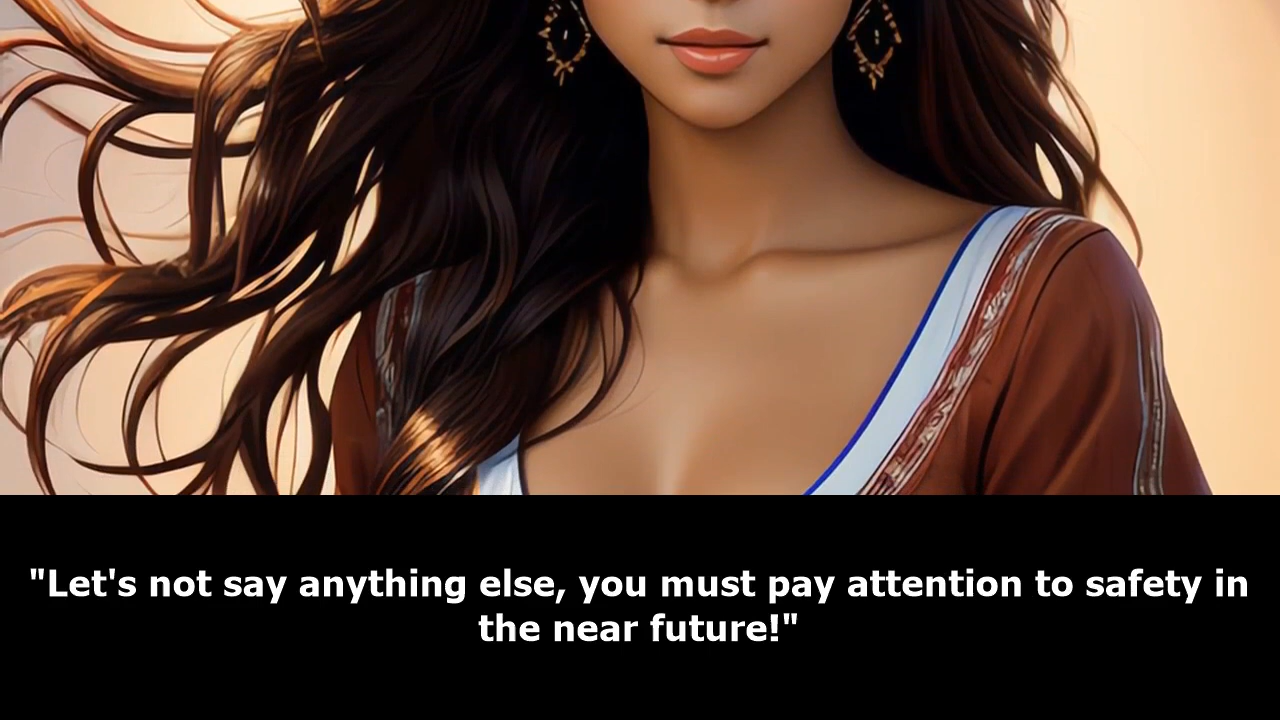 "Let's not say anything else, you must pay attention to safety in
the near future!"